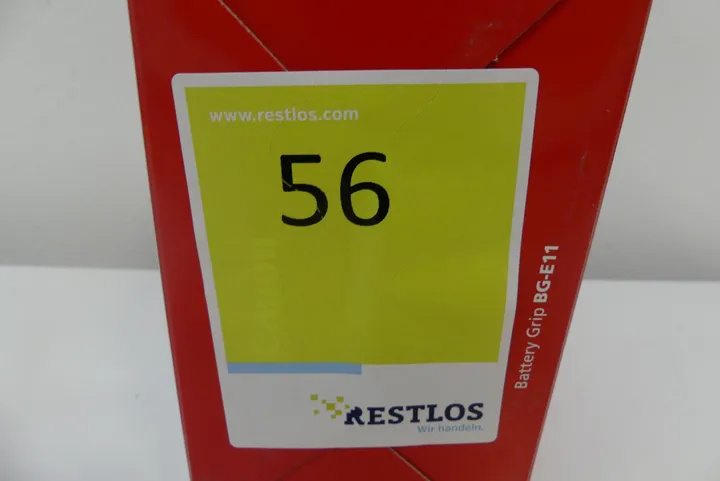 www.restlos.com
56
RESTLOS
Wir handeln.
Battery Grip BG-E11